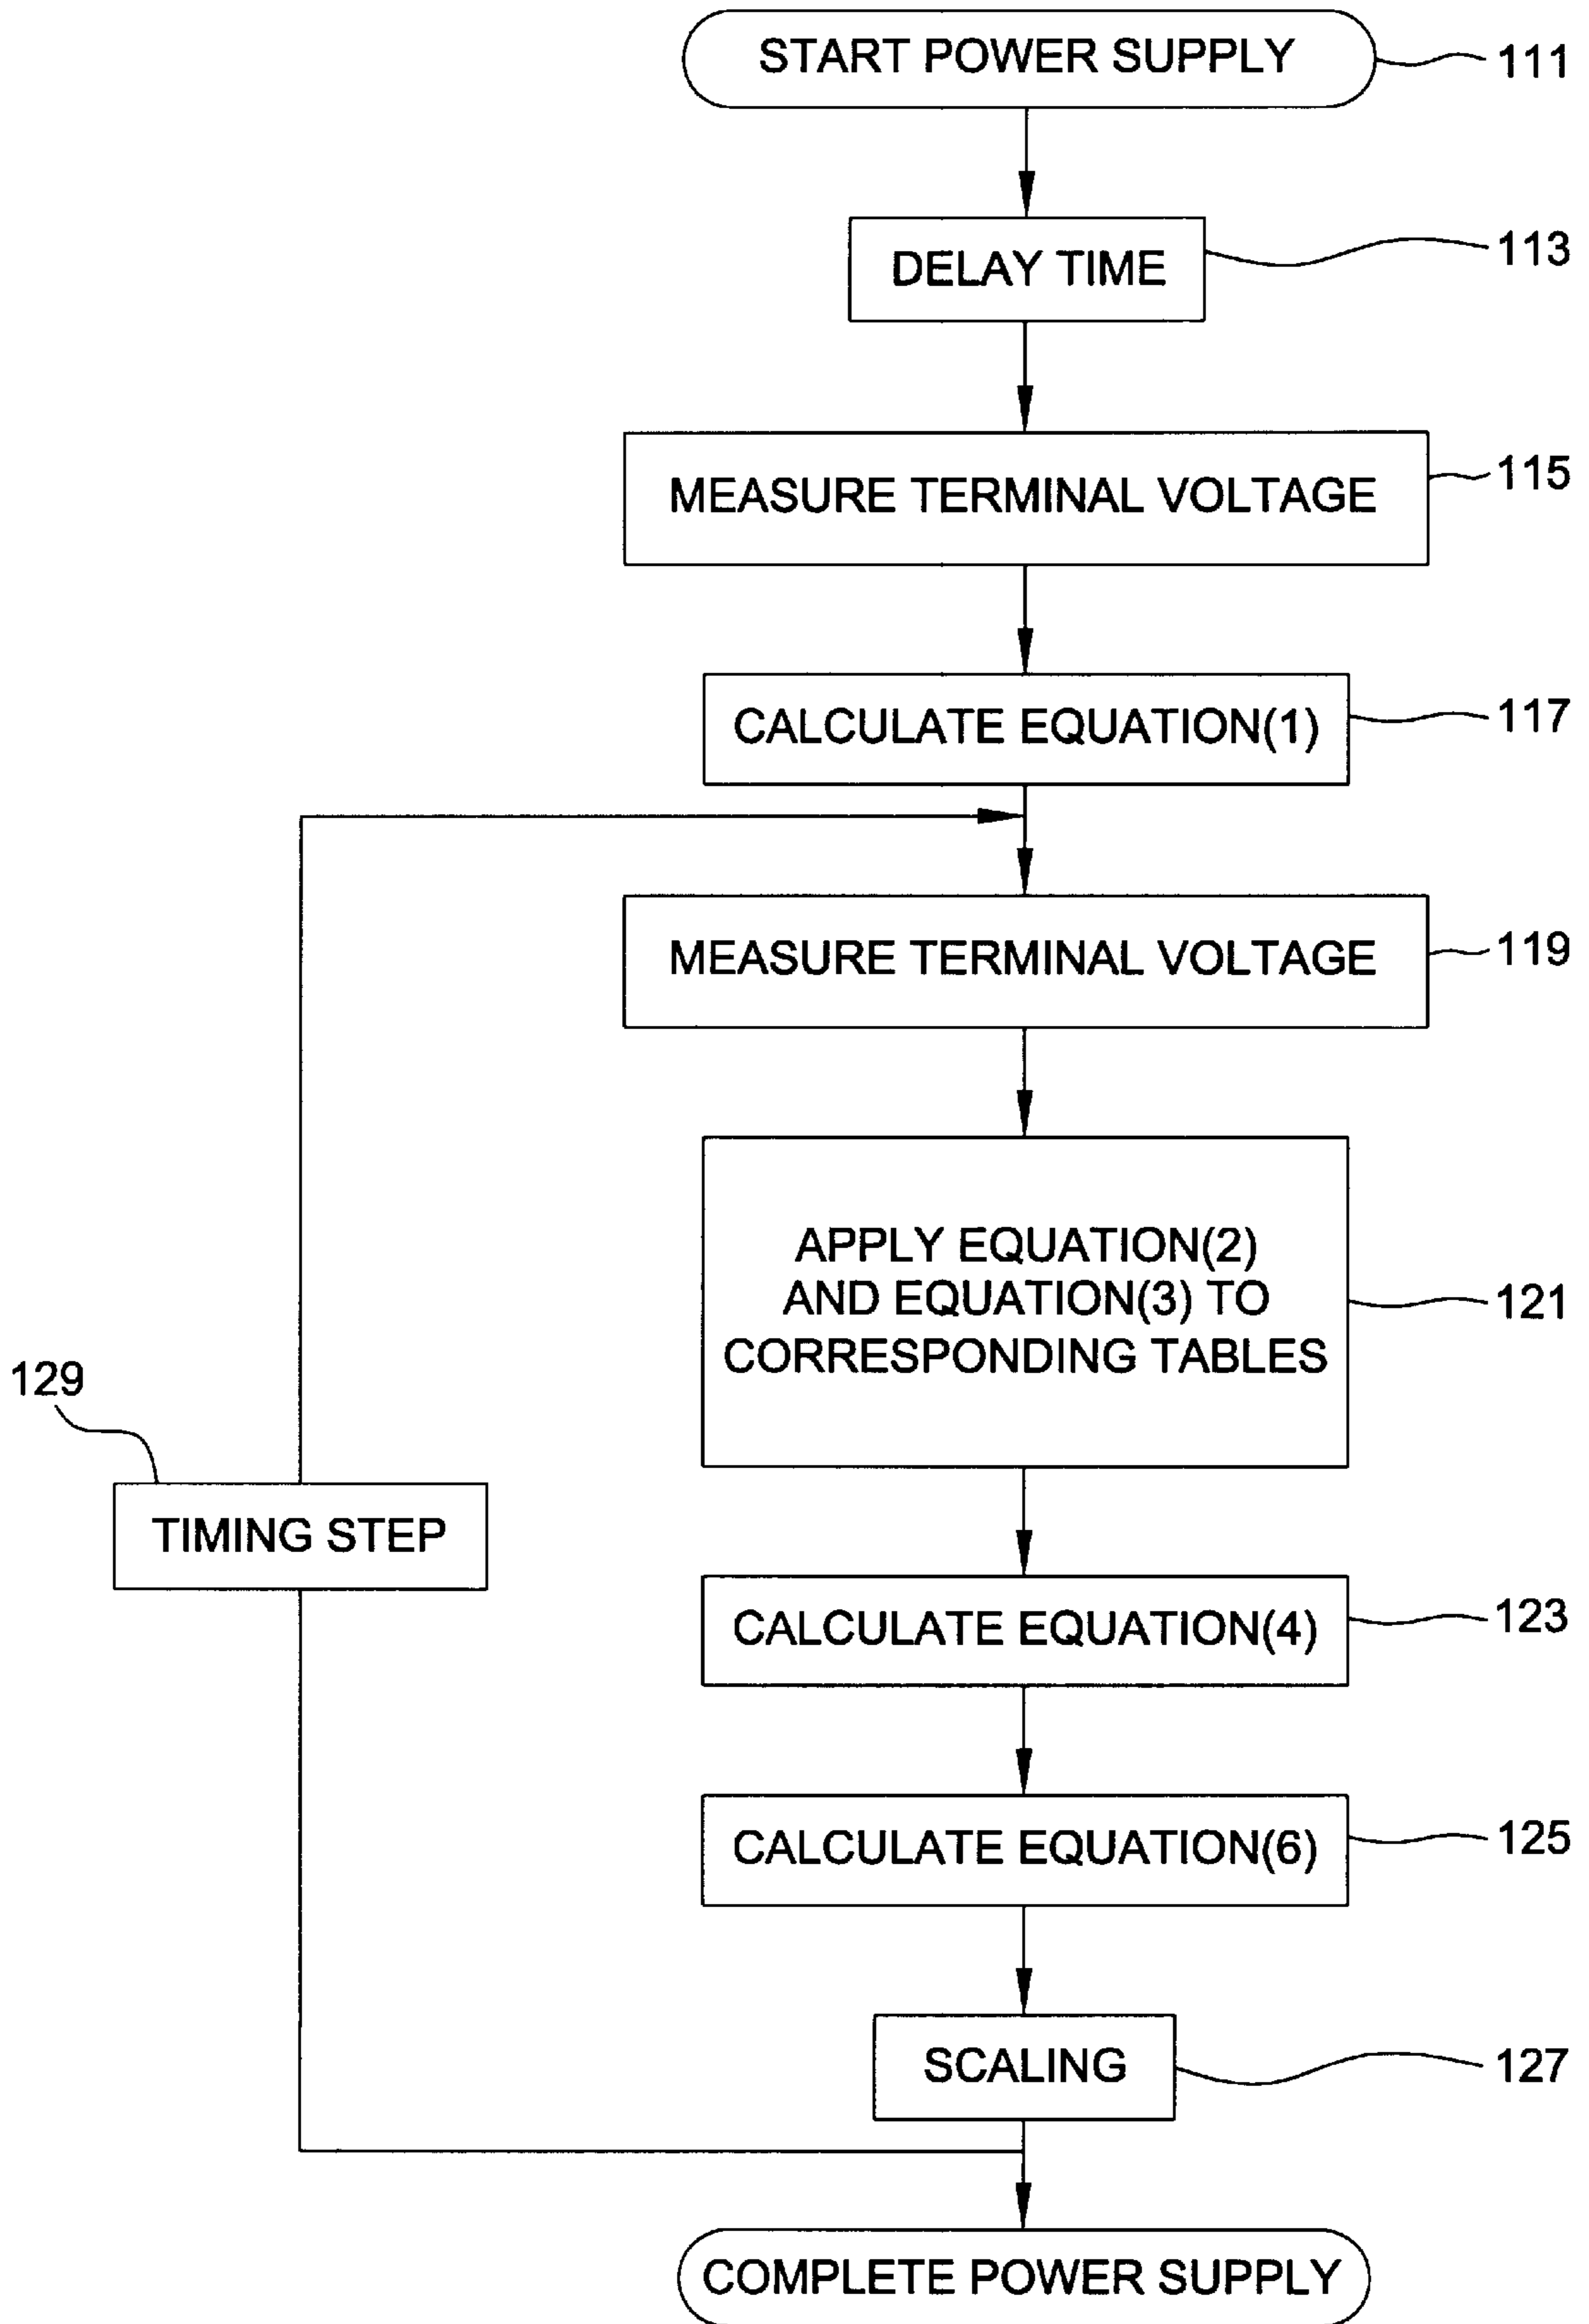 START POWER SUPPLY
111
DELAY TIME
113
MEASURE TERMINAL VOLTAGE
115
CALCULATE EQUATION(1)
117
MEASURE TERMINAL VOLTAGE
119
APPLY EQUATION(2)
AND EQUATION(3) TO
CORRESPONDING TABLES
121
129
TIMING STEP
CALCULATE EQUATION(4)
123
CALCULATE EQUATION(6)
125
SCALING
127
COMPLETE POWER SUPPLY